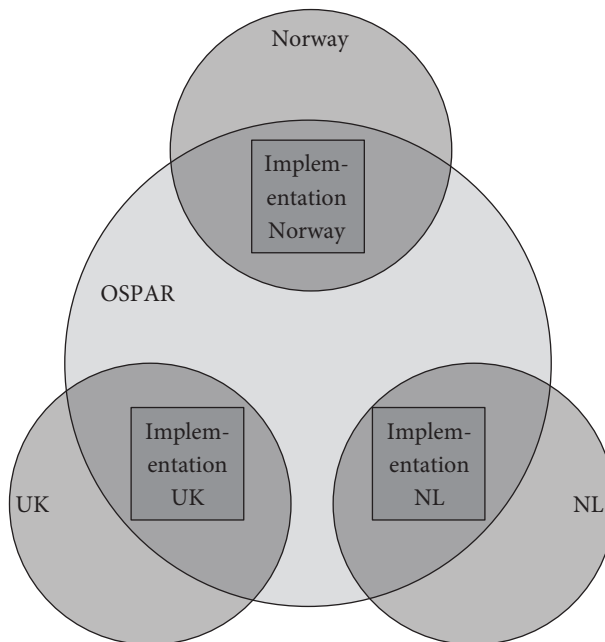 Norway
Implem-
entation
Norway
OSPAR
Implem-
entation
UK
UK
Implem-
entation
NL
NL